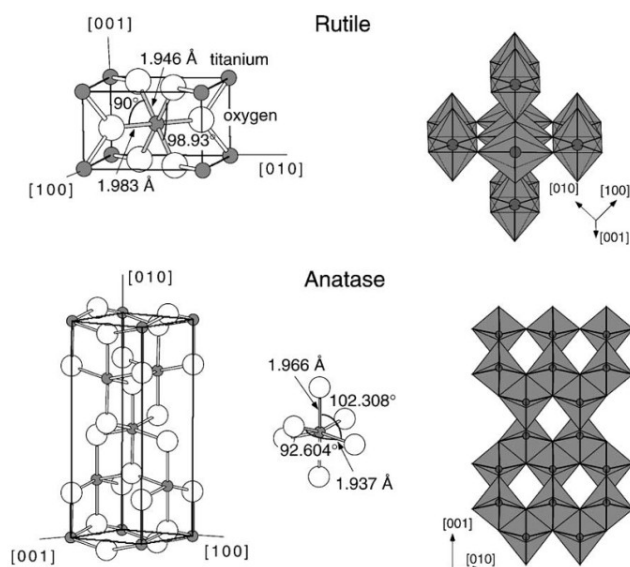 Rutile
[001]
1.946 Å
titanium
90°
oxygen
98.93°
[010]
[100]
1.983 Å
[010]
[100]
[001]
Anatase
[010]
1.966 Å
102.308°
92.604°
1.937 Å
[001]
[100]
[001]
[010]